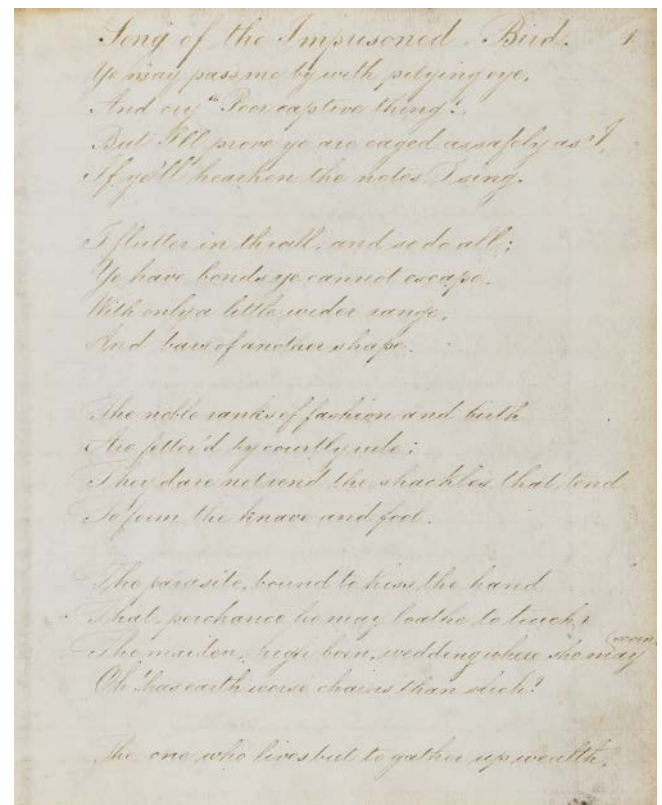 Song of the Imprisoned Bird. 1
Ye may pass me by with pitying eye,
And cry "Poor captive thing!"
But I'll prove ye are caged as safely as I,
If ye'll hearken the notes I sing.
I flutter in thrall, and so do all;
Ye have bonds ye cannot escape.
With only a little wider range,
And bars of another shape.
The noble ranks of fashion and birth
Are fetter'd by courtly rule;
They dare not rend the shackles that tend
To form the knave and fool.
The parasite, bound to kiss the hand
That, perchance he may loathe to touch;
The maiden, high born, wedding where she may scorn,
Oh! has earth worse chains than such?
The one who lives but to gather up wealth,